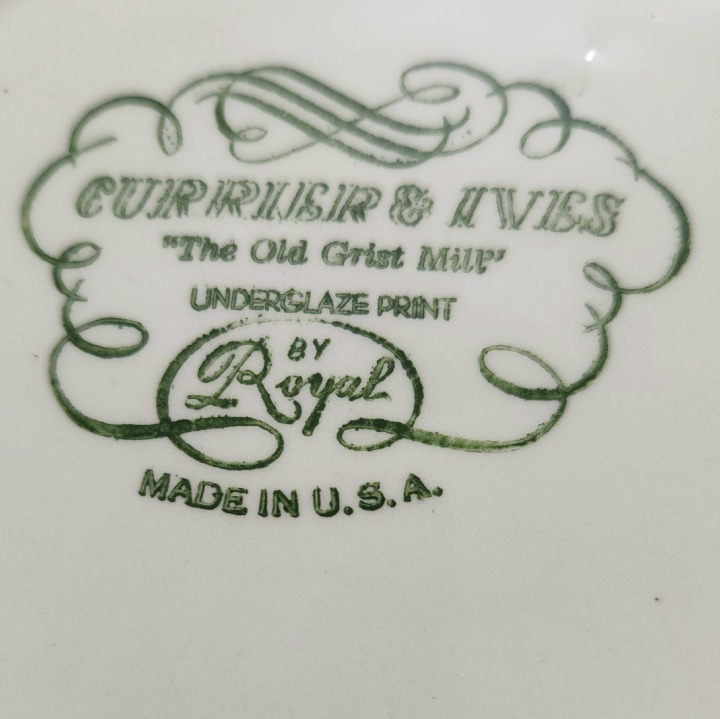 CURRIER & IVES
"The Old Grist Mill"
UNDERGLAZE PRINT
BY
Royal
MADE IN U.S.A.